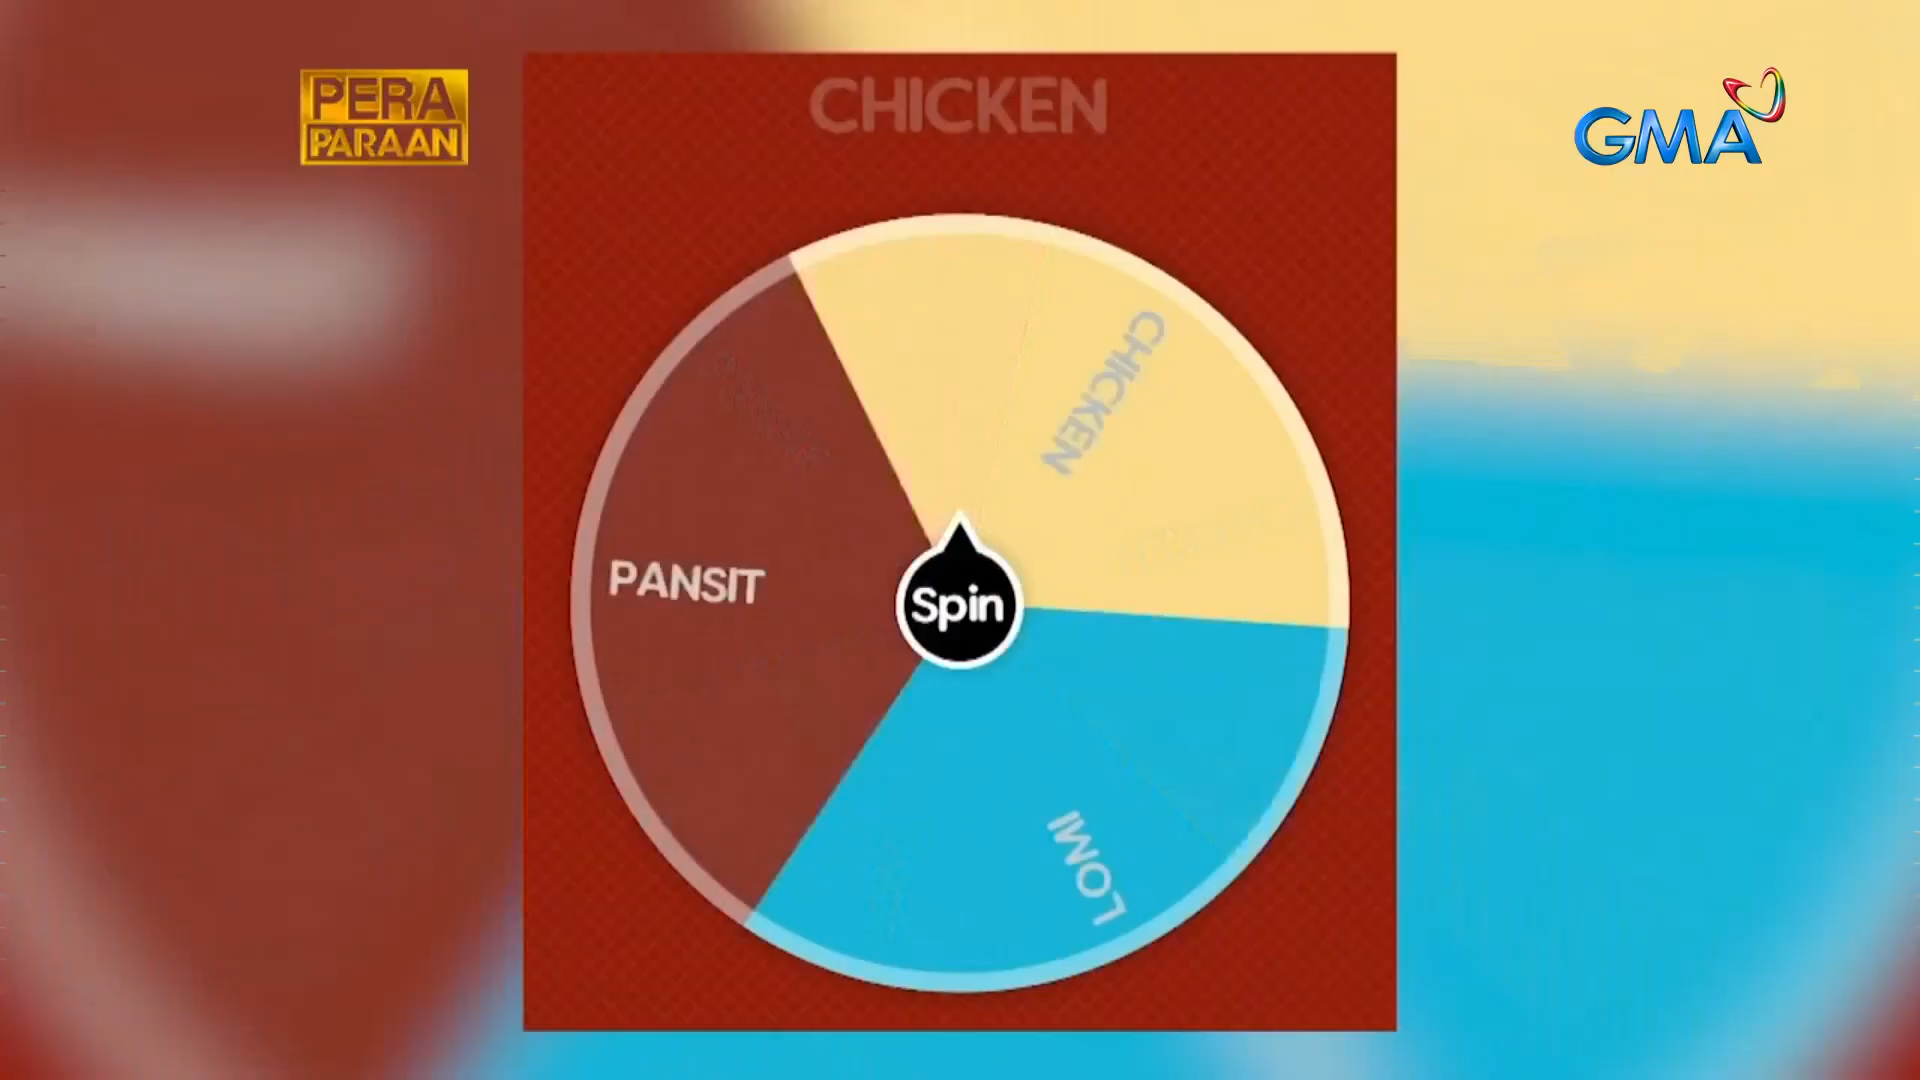 PERA
PARAAN
CHICKEN
GMA
CHICKEN
PANSIT
Spin
LOMI